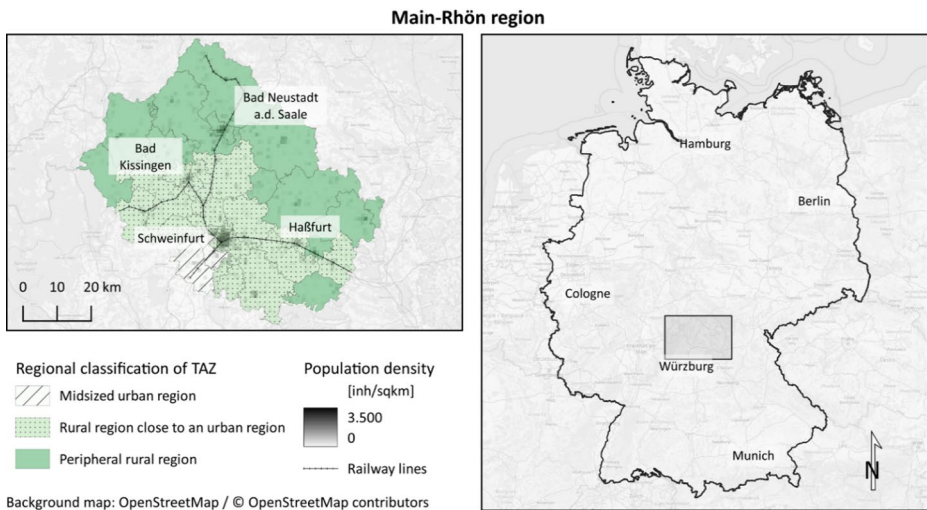 Main-Rhön region
Bad Neustadt
a.d. Saale
Bad
Kissingen
Schweinfurt
Haßfurt
0 10 20 km
Hamburg
Berlin
Cologne
Würzburg
Munich
N
Regional classification of TAZ
Midsized urban region
Rural region close to an urban region
Peripheral rural region
Population density
[inh/sqkm]
3.500
0
Railway lines
Background map: OpenStreetMap / © OpenStreetMap contributors